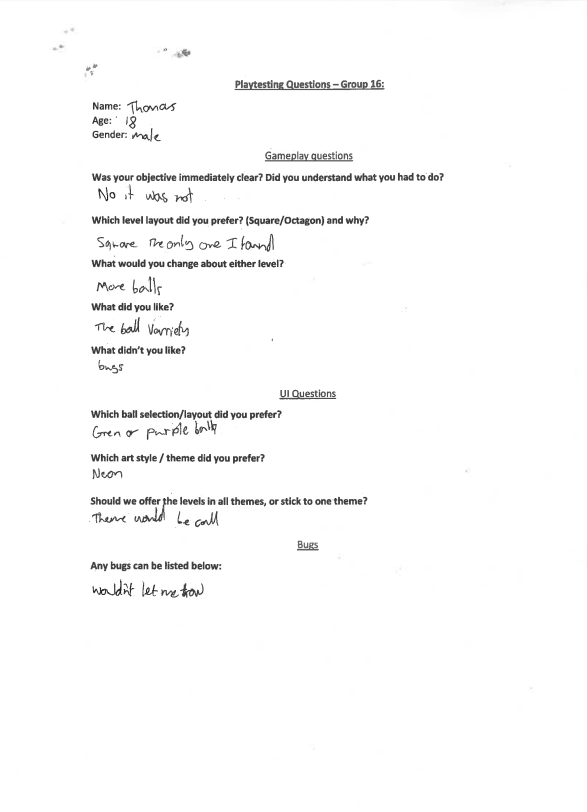 Playtesting Questions – Group 16:
Name: Thomas
Age: 18
Gender: male
Gameplay questions
Was your objective immediately clear? Did you understand what you had to do?
No it was not
Which level layout did you prefer? (Square/Octagon) and why?
Square The only one I found
What would you change about either level?
More balls
What did you like?
The ball Varriety
What didn't you like?
bugs
UI Questions
Which ball selection/layout did you prefer?
Gren or purple balls
Which art style / theme did you prefer?
Neon
Should we offer the levels in all themes, or stick to one theme?
Theme would be
Bugs
Any bugs can be listed below:
wouldn't let me